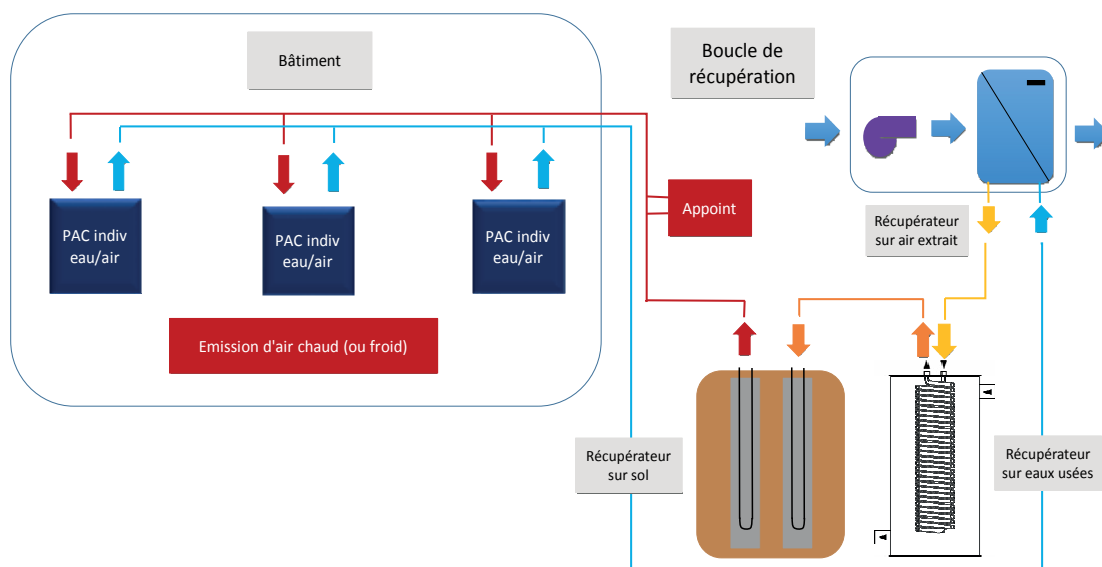 Bâtiment
Boucle de
récupération
PAC indiv
eau/air
PAC indiv
eau/air
PAC indiv
eau/air
Appoint
Récupérateur
sur air extrait
Emission d'air chaud (ou froid)
Récupérateur
sur sol
Récupérateur
sur eaux usées